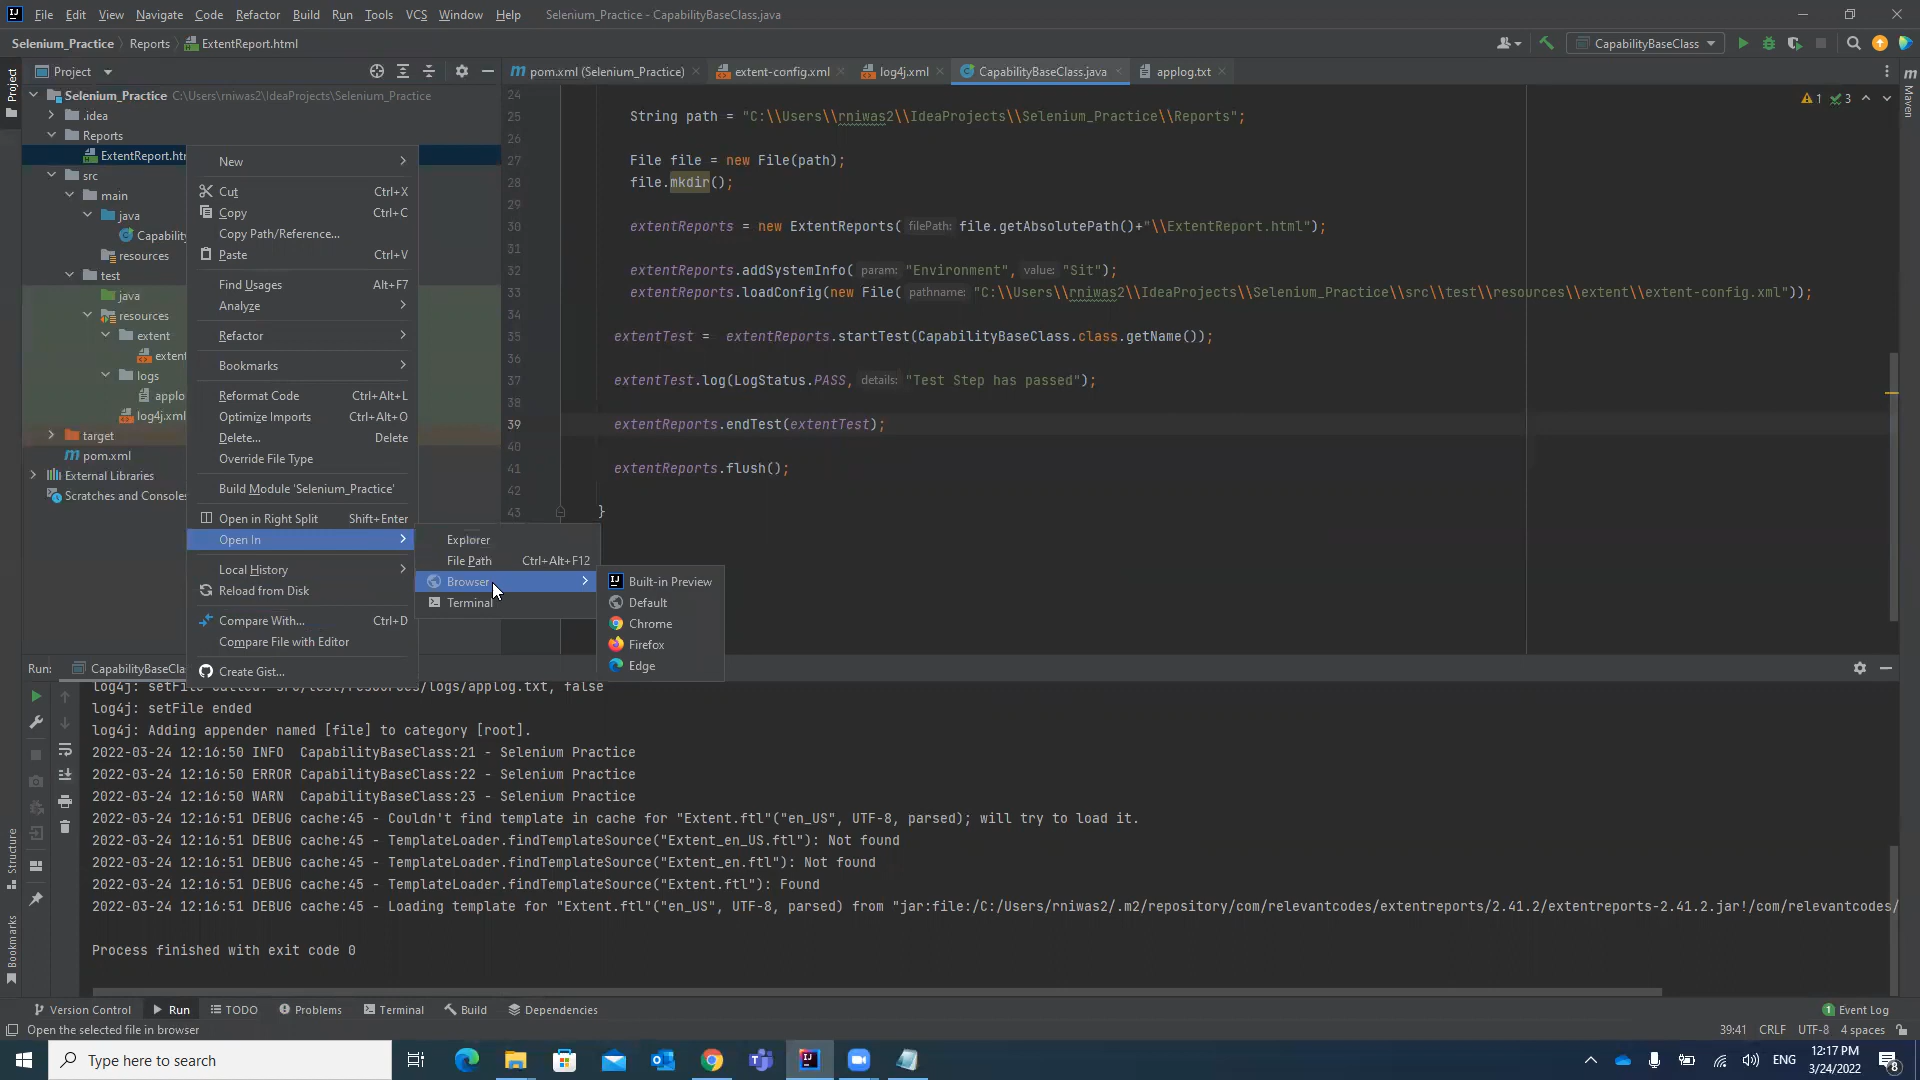 File Edit View Navigate Code Refactor Build Run Tools VCS Window Help Selenium_Practice - CapabilityBaseClass.java
Selenium_Practice Reports ExtentReport.html CapabilityBaseClass
Project pom.xml (Selenium_Practice) extent-config.xml log4j.xml CapabilityBaseClass.java applog.txt
Project
Maven
Structure
Bookmarks
Selenium_Practice C:\Users\rniwas2\IdeaProjects\Selenium_Practice
.idea
Reports
ExtentReport.htm
src
main
java
Capability
resources
test
java
resources
extent
extent
logs
applo
log4j.xml
target
pom.xml
External Libraries
Scratches and Consoles
New
Cut Ctrl+X
Copy Ctrl+C
Copy Path/Reference...
Paste Ctrl+V
Find Usages Alt+F7
Analyze
Refactor
Bookmarks
Reformat Code Ctrl+Alt+L
Optimize Imports Ctrl+Alt+O
Delete... Delete
Override File Type
Build Module 'Selenium_Practice'
Open in Right Split Shift+Enter
Open In
Local History
Reload from Disk
Compare With... Ctrl+D
Compare File with Editor
Create Gist...
Explorer
File Path Ctrl+Alt+F12
Browser
Terminal
Built-in Preview
Default
Chrome
Firefox
Edge
1 3
24
25 String path = "C:\\Users\\rniwas2\\IdeaProjects\\Selenium_Practice\\Reports";
26
27 File file = new File(path);
28 file.mkdir();
29
30 extentReports = new ExtentReports( filePath: file.getAbsolutePath()+"\\ExtentReport.html");
31
32 extentReports.addSystemInfo( param: "Environment", value: "Sit");
33 extentReports.loadConfig(new File( pathname: "C:\\Users\\rniwas2\\IdeaProjects\\Selenium_Practice\\src\\test\\resources\\extent\\extent-config.xml"));
34
35 extentTest = extentReports.startTest(CapabilityBaseClass.class.getName());
36
37 extentTest.log(LogStatus.PASS, details: "Test Step has passed");
38
39 extentReports.endTest(extentTest);
40
41 extentReports.flush();
42
43 }
Run: CapabilityBaseCla
log4j: setFile called: src/test/resources/logs/applog.txt, false
log4j: setFile ended
log4j: Adding appender named [file] to category [root].
2022-03-24 12:16:50 INFO CapabilityBaseClass:21 - Selenium Practice
2022-03-24 12:16:50 ERROR CapabilityBaseClass:22 - Selenium Practice
2022-03-24 12:16:50 WARN CapabilityBaseClass:23 - Selenium Practice
2022-03-24 12:16:51 DEBUG cache:45 - Couldn't find template in cache for "Extent.ftl"("en_US", UTF-8, parsed); will try to load it.
2022-03-24 12:16:51 DEBUG cache:45 - TemplateLoader.findTemplateSource("Extent_en_US.ftl"): Not found
2022-03-24 12:16:51 DEBUG cache:45 - TemplateLoader.findTemplateSource("Extent_en.ftl"): Not found
2022-03-24 12:16:51 DEBUG cache:45 - TemplateLoader.findTemplateSource("Extent.ftl"): Found
2022-03-24 12:16:51 DEBUG cache:45 - Loading template for "Extent.ftl"("en_US", UTF-8, parsed) from "jar:file:/C:/Users/rniwas2/.m2/repository/com/relevantcodes/extentreports/2.41.2/extentreports-2.41.2.jar!/com/relevantcodes/
Process finished with exit code 0
Version Control Run TODO Problems Terminal Build Dependencies 1 Event Log
Open the selected file in browser 39:41 CRLF UTF-8 4 spaces
Type here to search ENG 12:17 PM
3/24/2022 8